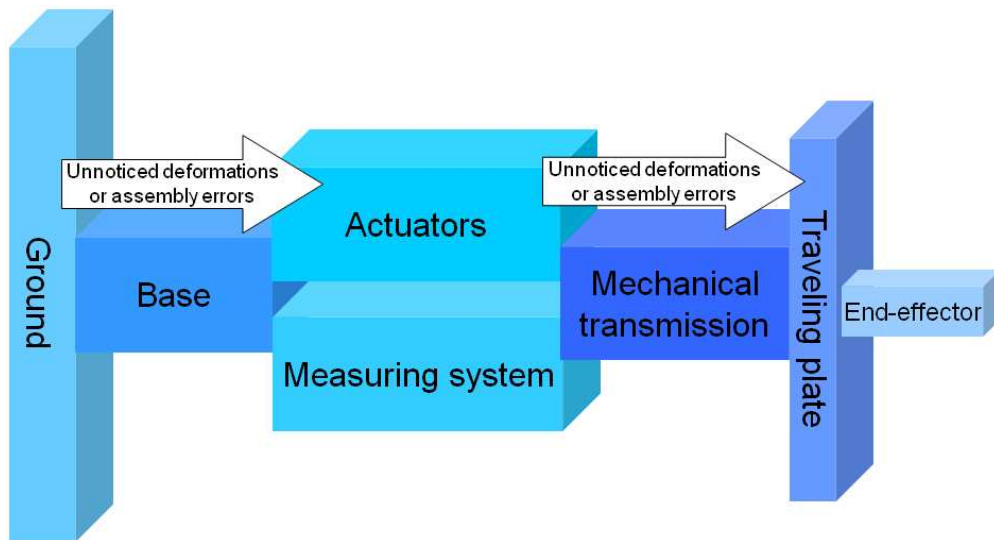 Unnoticed deformations
or assembly errors
Unnoticed deformations
or assembly errors
Ground
Base
Actuators
Measuring system
Mechanical
transmission
Traveling plate
End-effector